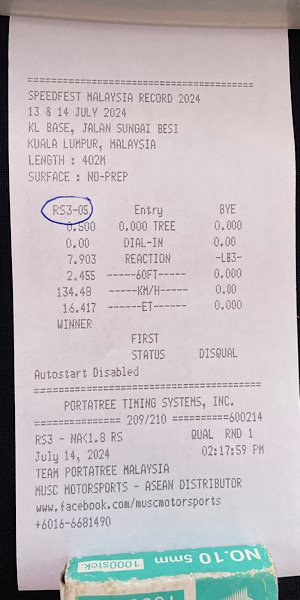 =====================================
SPEEDFEST MALAYSIA RECORD 2024
13 & 14 JULY 2024
KL BASE, JALAN SUNGAI BESI
KUALA LUMPUR, MALAYSIA
LENGTH : 402M
SURFACE : NO-PREP
RS3-05 Entry BYE
0.500 0.000 TREE 0.000
0.00 DIAL-IN 0.00
7.903 REACTION -LB3-
2.455 -----60FT----- 0.000
134.48 -----KM/H----- 0.00
16.417 ------ET------ 0.000
WINNER
FIRST
STATUS DISQUAL
Autostart Disabled
=====================================
PORTATREE TIMING SYSTEMS, INC.
============== 209/210 ==========600214
RS3 - NA<1.8 RS QUAL RND 1
July 14, 2024 02:17:59 PM
TEAM PORTATREE MALAYSIA
MUSC MOTORSPORTS - ASEAN DISTRIBUTOR
www.facebook.com/muscmotorsports
+6016-6681490
NO.10 5mm 1000stck.